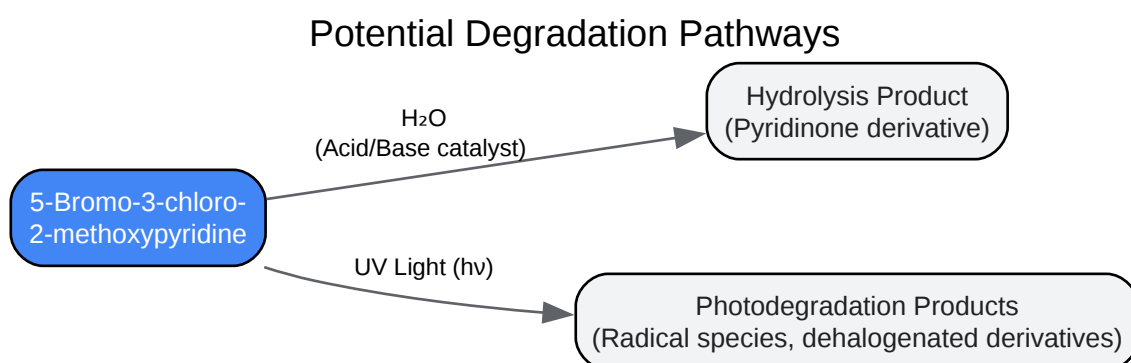 Potential Degradation Pathways
H₂O
(Acid/Base catalyst)
Hydrolysis Product
(Pyridinone derivative)
5-Bromo-3-chloro-
2-methoxypyridine
UV Light (hν)
Photodegradation Products
(Radical species, dehalogenated derivatives)